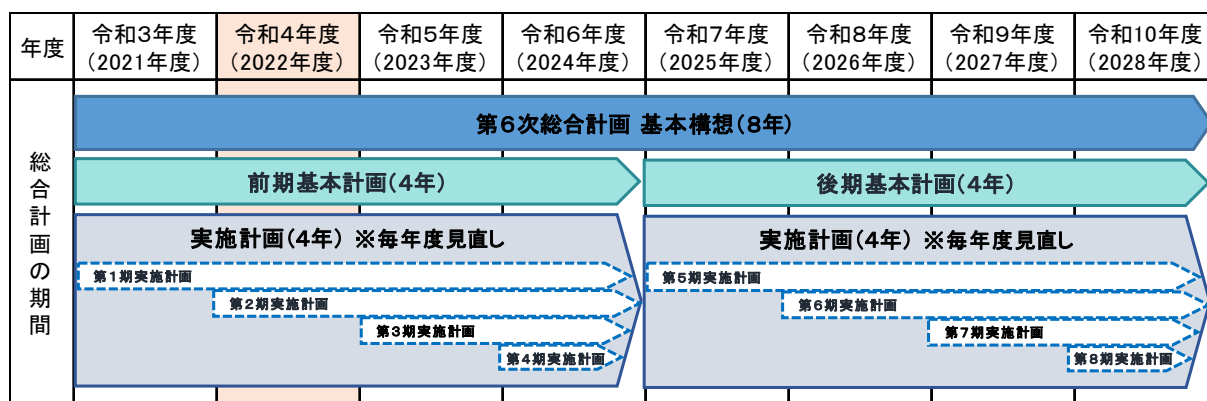 年度
令和3年度
(2021年度)
令和4年度
(2022年度)
令和5年度
(2023年度)
令和6年度
(2024年度)
令和7年度
(2025年度)
令和8年度
(2026年度)
令和9年度
(2027年度)
令和10年度
(2028年度)
総合計画の期間
第6次総合計画 基本構想(8年)
前期基本計画(4年)
後期基本計画(4年)
実施計画(4年) ※毎年度見直し
実施計画(4年) ※毎年度見直し
第1期実施計画
第5期実施計画
第2期実施計画
第6期実施計画
第3期実施計画
第7期実施計画
第4期実施計画
第8期実施計画